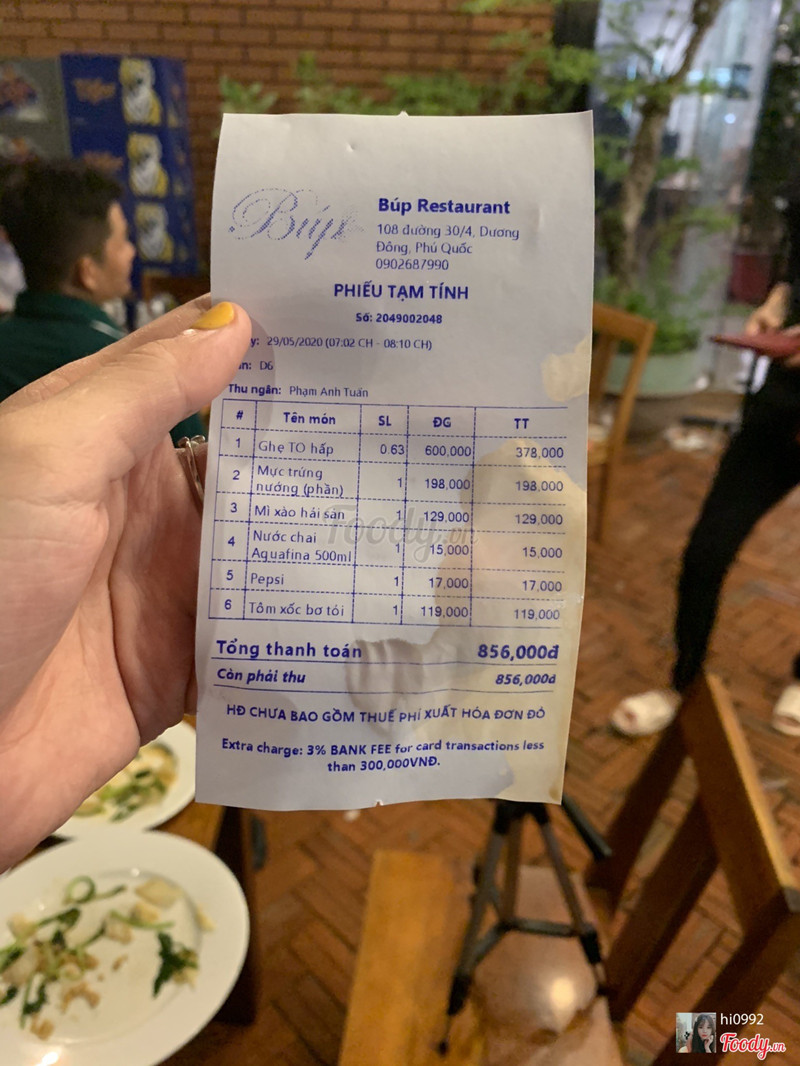 Búp
Búp Restaurant
108 đường 30/4, Dương
Đông, Phú Quốc
0902687990
PHIẾU TẠM TÍNH
Số: 2049002048
y: 29/05/2020 (07:02 CH - 08:10 CH)
n: D6
Thu ngân: Phạm Anh Tuấn
# Tên món SL ĐG TT
1 Ghẹ TO hấp 0.63 600,000 378,000
2 Mực trứng
nướng (phần) 1 198,000 198,000
3 Mì xào hải sản 1 129,000 129,000
4 Nước chai
Aquafina 500ml 1 15,000 15,000
5 Pepsi 1 17,000 17,000
6 Tôm xốc bơ tỏi 1 119,000 119,000
Tổng thanh toán 856,000đ
Còn phải thu 856,000đ
HĐ CHƯA BAO GỒM THUẾ PHÍ XUẤT HÓA ĐƠN ĐỎ
Extra charge: 3% BANK FEE for card transactions less
than 300,000VNĐ.
Foody.vn
hi0992
Foody.vn